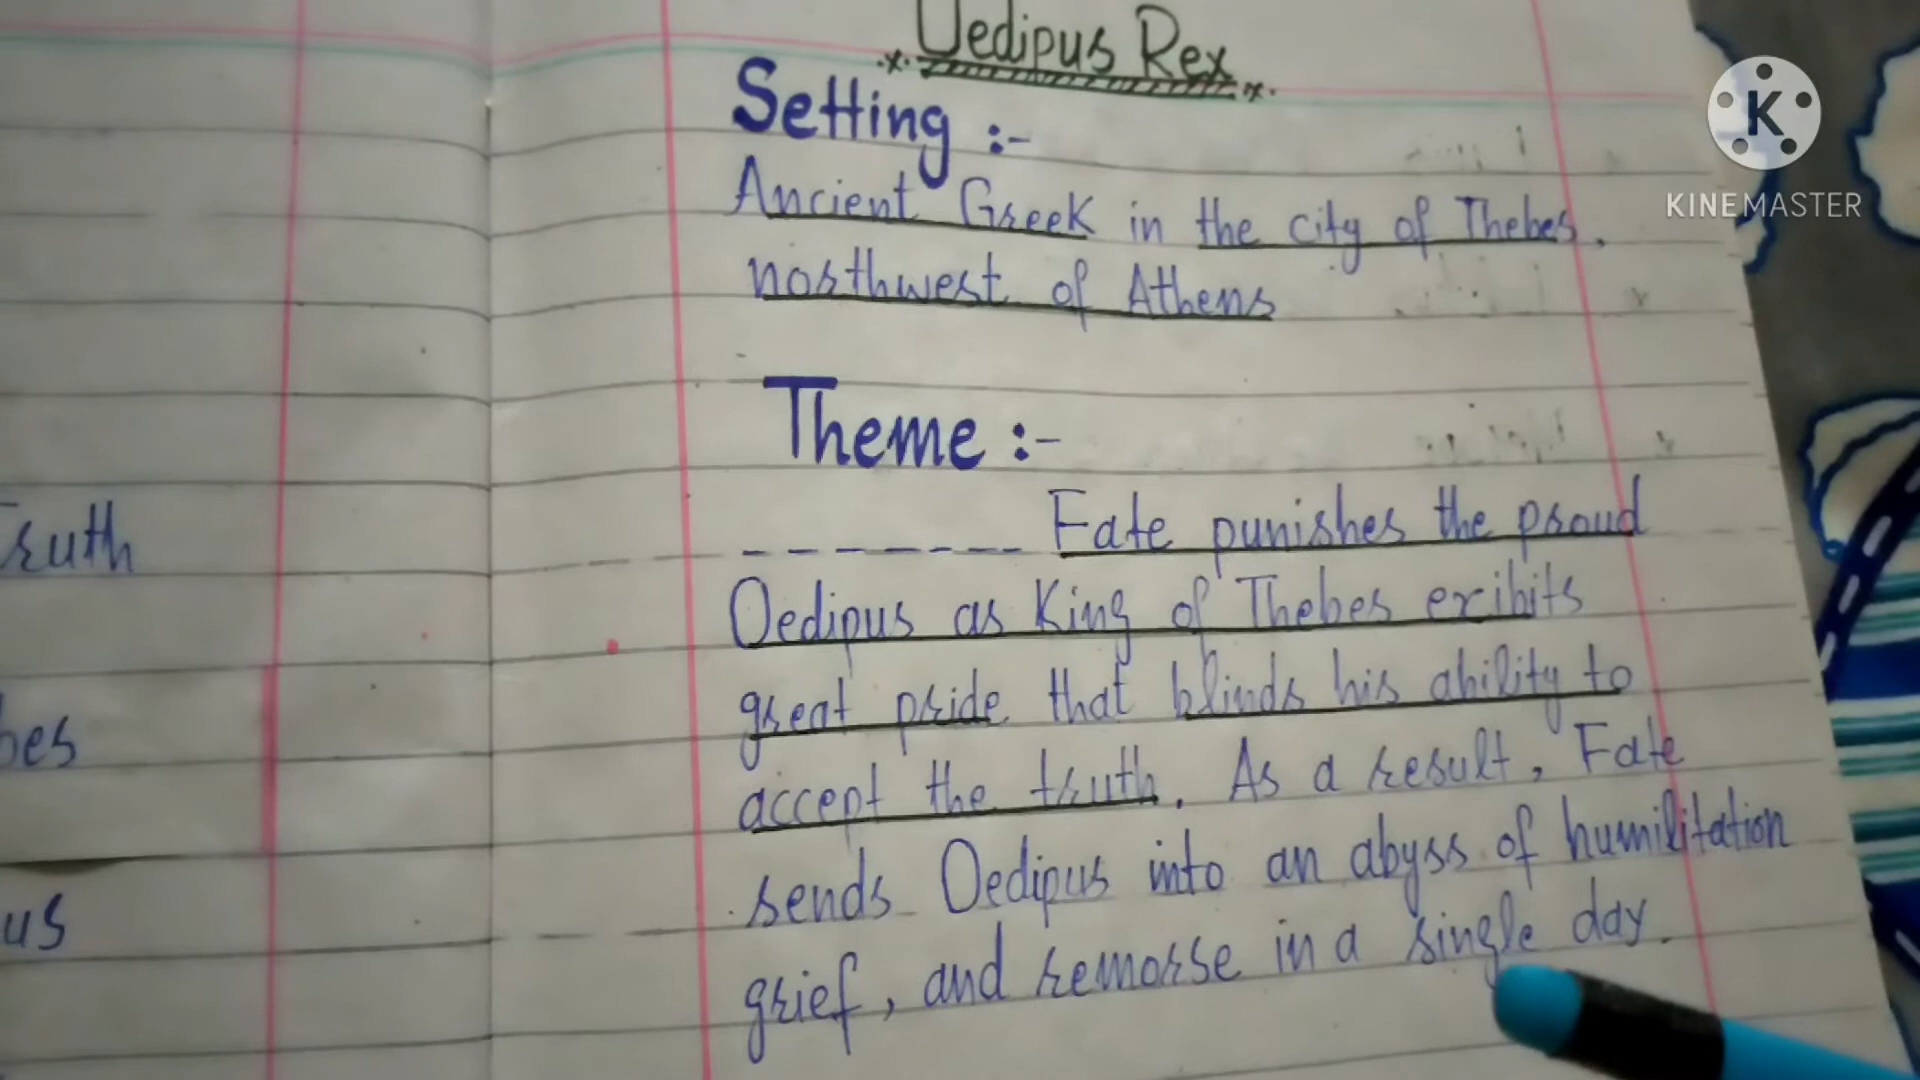 Oedipus Rex
Setting :-
Ancient Greek in the city of Thebes,
northwest of Athens
Theme :-
Fate punishes the proud
Oedipus as King of Thebes exibits
great pride that blinds his ability to
accept the truth. As a result, Fate
sends Oedipus into an abyss of humilitation
grief, and remorse in a single day.
Truth
bes
us
K
KINEMASTER